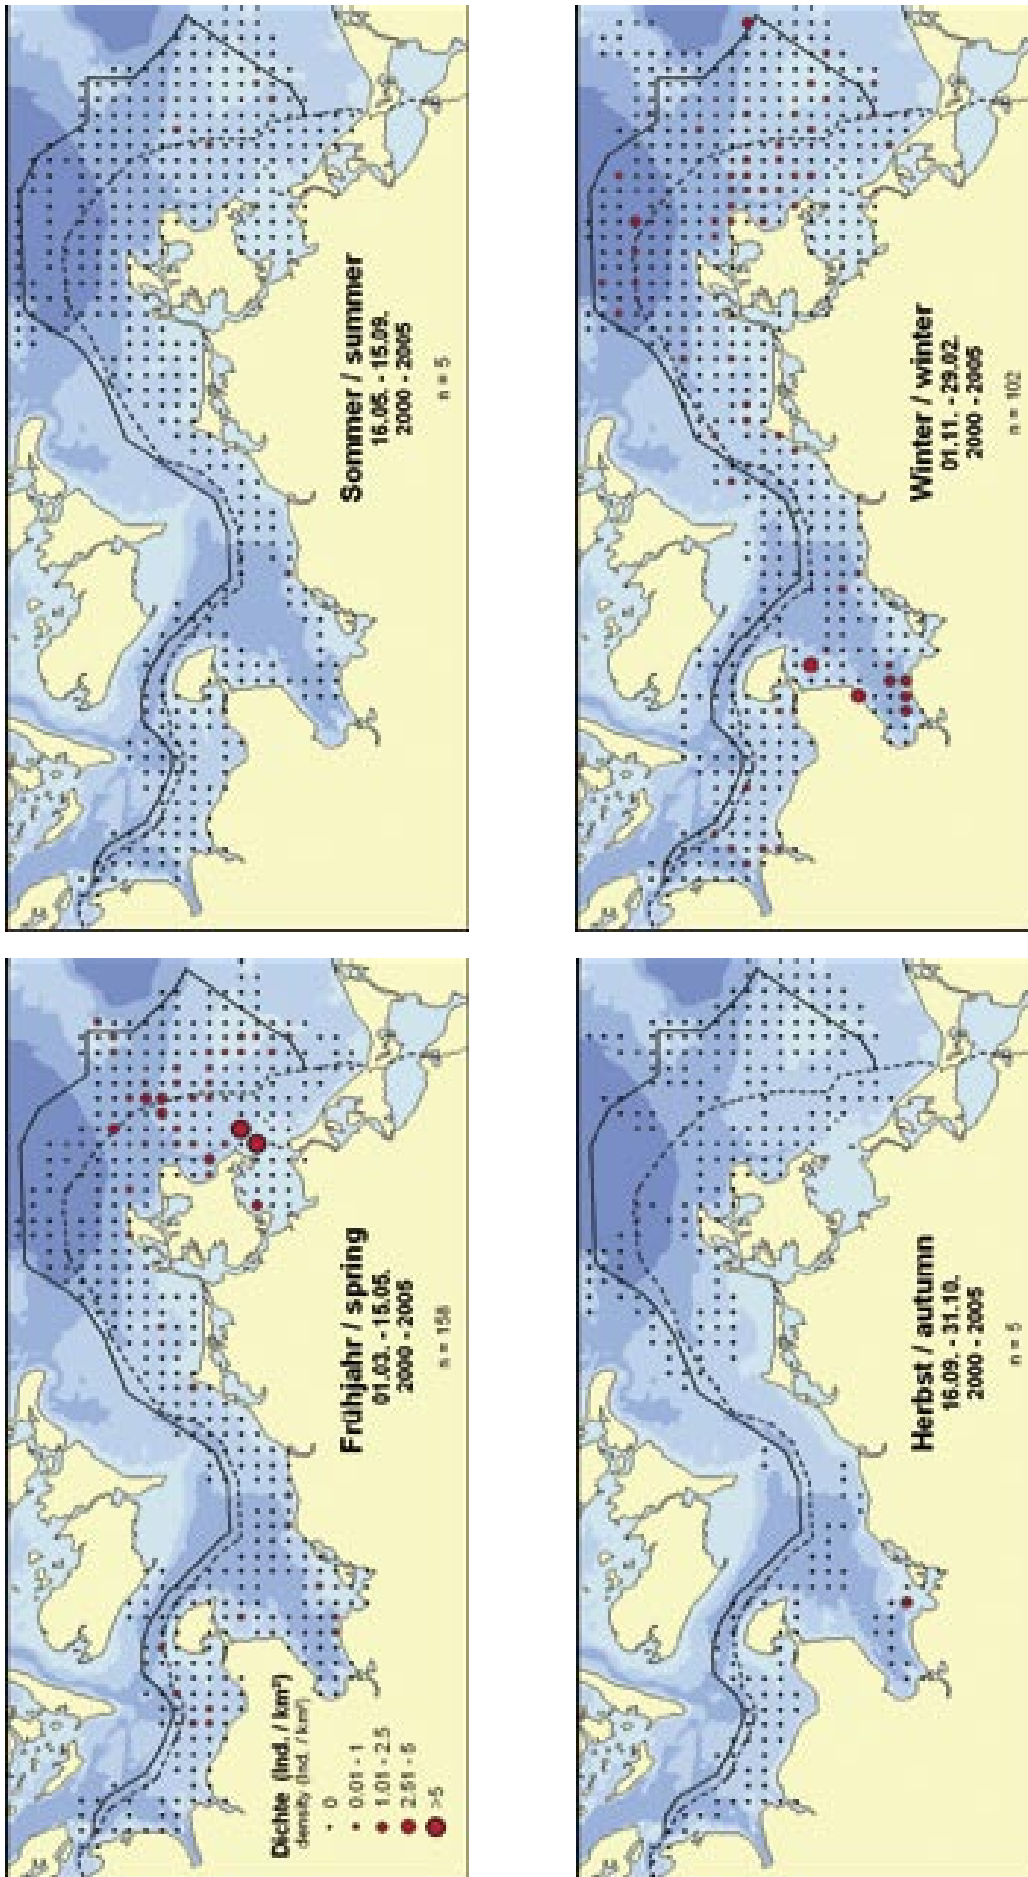 Frühjahr / spring
01.03. - 15.05.
2000 - 2005
n = 158
Dichte (Ind. / km²)
density (Ind. / km²)
0
0.01 - 1
1.01 - 2.5
2.51 - 5
>5
Sommer / summer
16.05. - 15.09.
2000 - 2005
n = 5
Herbst / autumn
16.09. - 31.10.
2000 - 2005
n = 5
Winter / winter
01.11. - 29.02.
2000 - 2005
n = 102